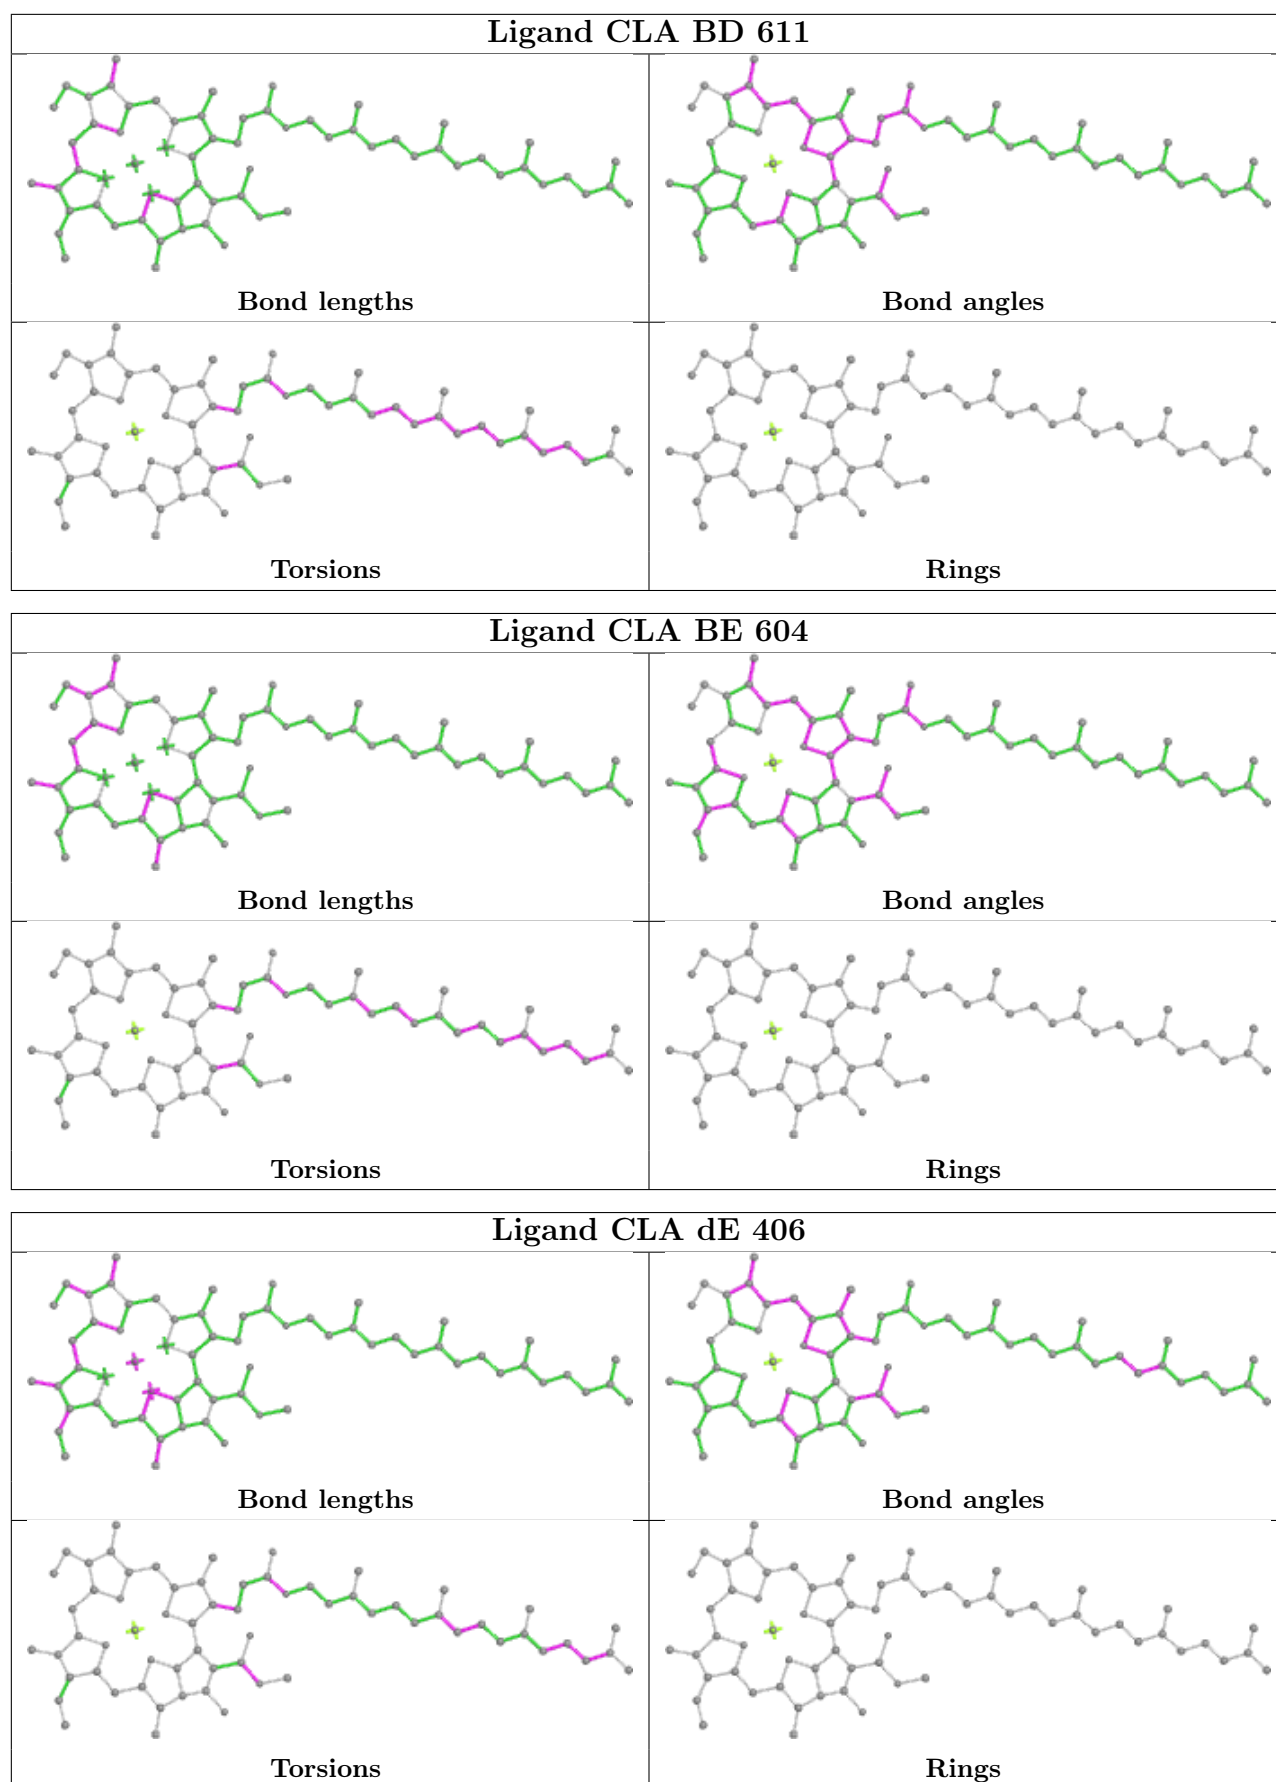 Ligand CLA BD 611
Bond lengths
Bond angles
Torsions
Rings
Ligand CLA BE 604
Bond lengths
Bond angles
Torsions
Rings
Ligand CLA dE 406
Bond lengths
Bond angles
Torsions
Rings